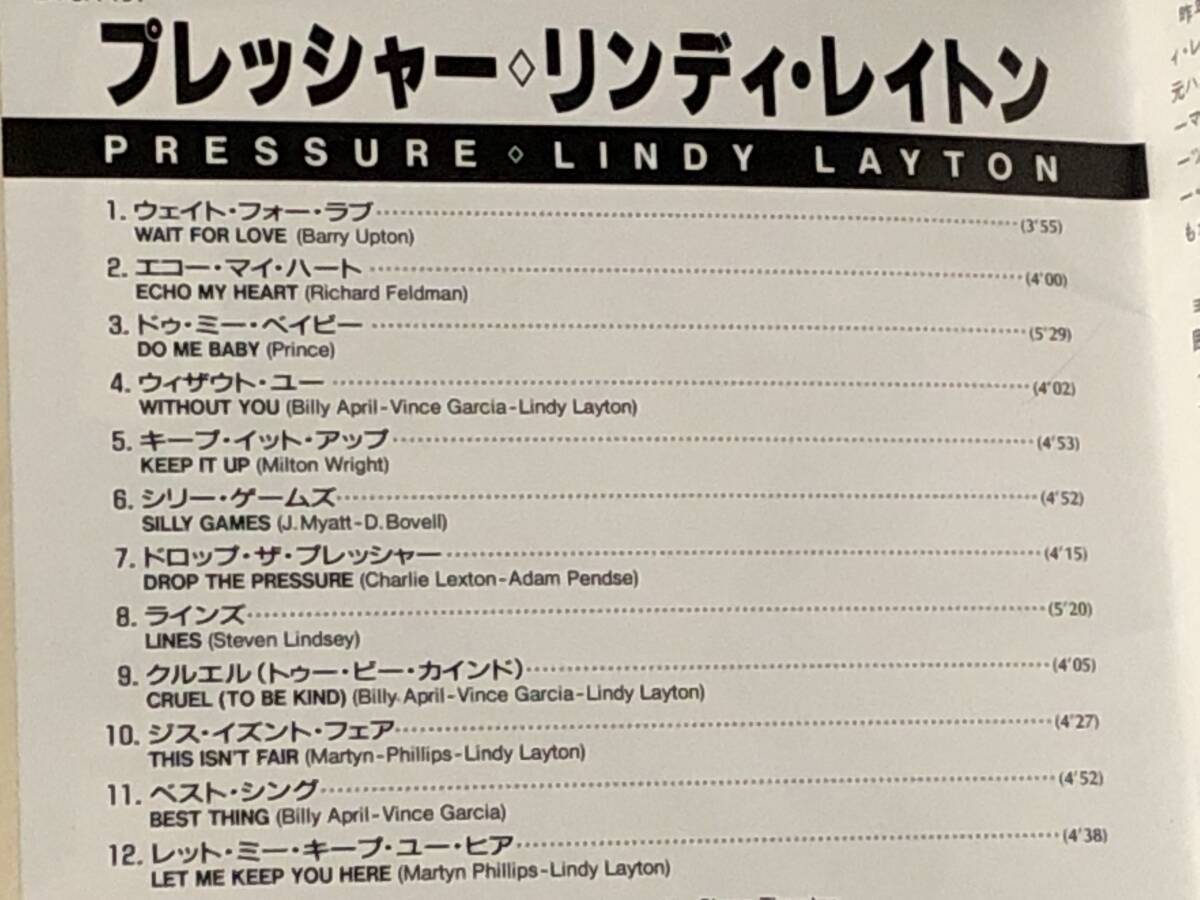 プレッシャー◇リンディ・レイトン
PRESSURE ◇ LINDY LAYTON
1. ウェイト・フォー・ラブ (3'55)
WAIT FOR LOVE (Barry Upton)
2. エコー・マイ・ハート (4'00)
ECHO MY HEART (Richard Feldman)
3. ドゥ・ミー・ベイビー (5'29)
DO ME BABY (Prince)
4. ウィザウト・ユー (4'02)
WITHOUT YOU (Billy April-Vince Garcia-Lindy Layton)
5. キープ・イット・アップ (4'53)
KEEP IT UP (Milton Wright)
6. シリー・ゲームズ (4'52)
SILLY GAMES (J.Myatt-D.Bovell)
7. ドロップ・ザ・プレッシャー (4'15)
DROP THE PRESSURE (Charlie Lexton-Adam Pendse)
8. ラインズ (5'20)
LINES (Steven Lindsey)
9. クルエル(トゥー・ビー・カインド) (4'05)
CRUEL (TO BE KIND) (Billy April-Vince Garcia-Lindy Layton)
10. ジス・イズント・フェア (4'27)
THIS ISN'T FAIR (Martyn-Phillips-Lindy Layton)
11. ベスト・シング (4'52)
BEST THING (Billy April-Vince Garcia)
12. レット・ミー・キープ・ユー・ヒア (4'38)
LET ME KEEP YOU HERE (Martyn Phillips-Lindy Layton)